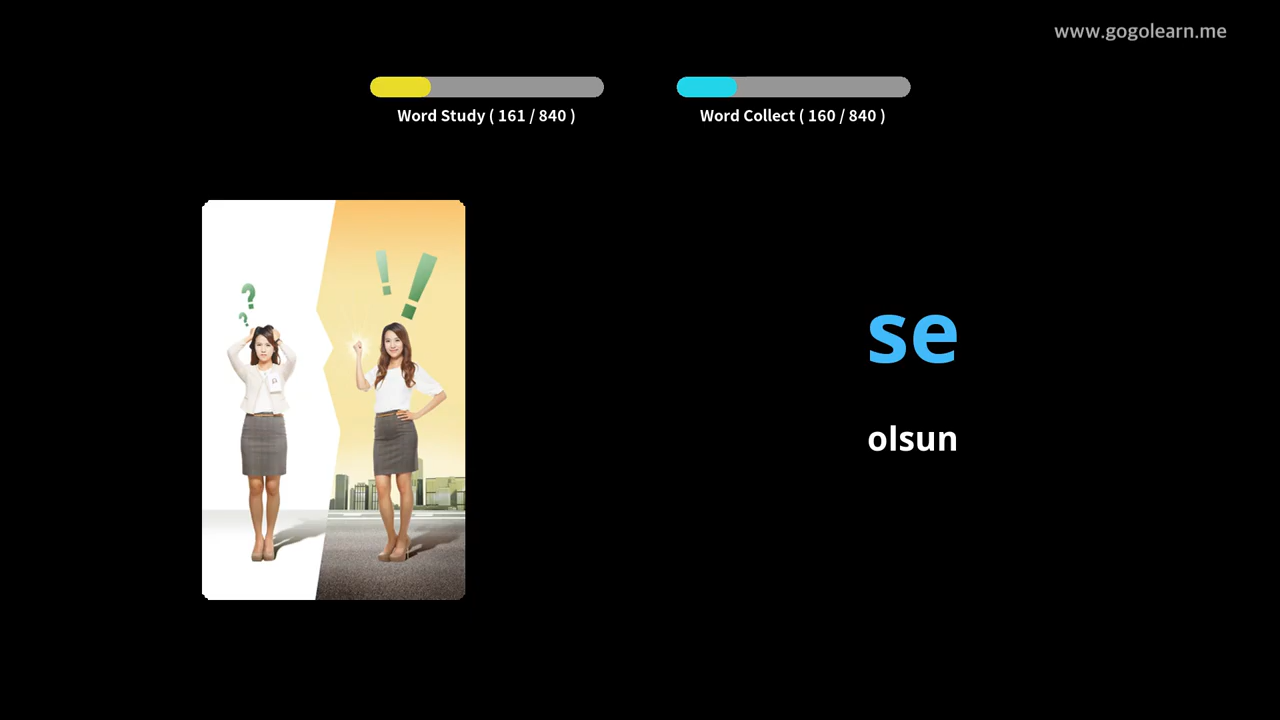 www.gogolearn.me
Word Study ( 161 / 840 )
Word Collect ( 160 / 840 )
? ?
! !
se
olsun